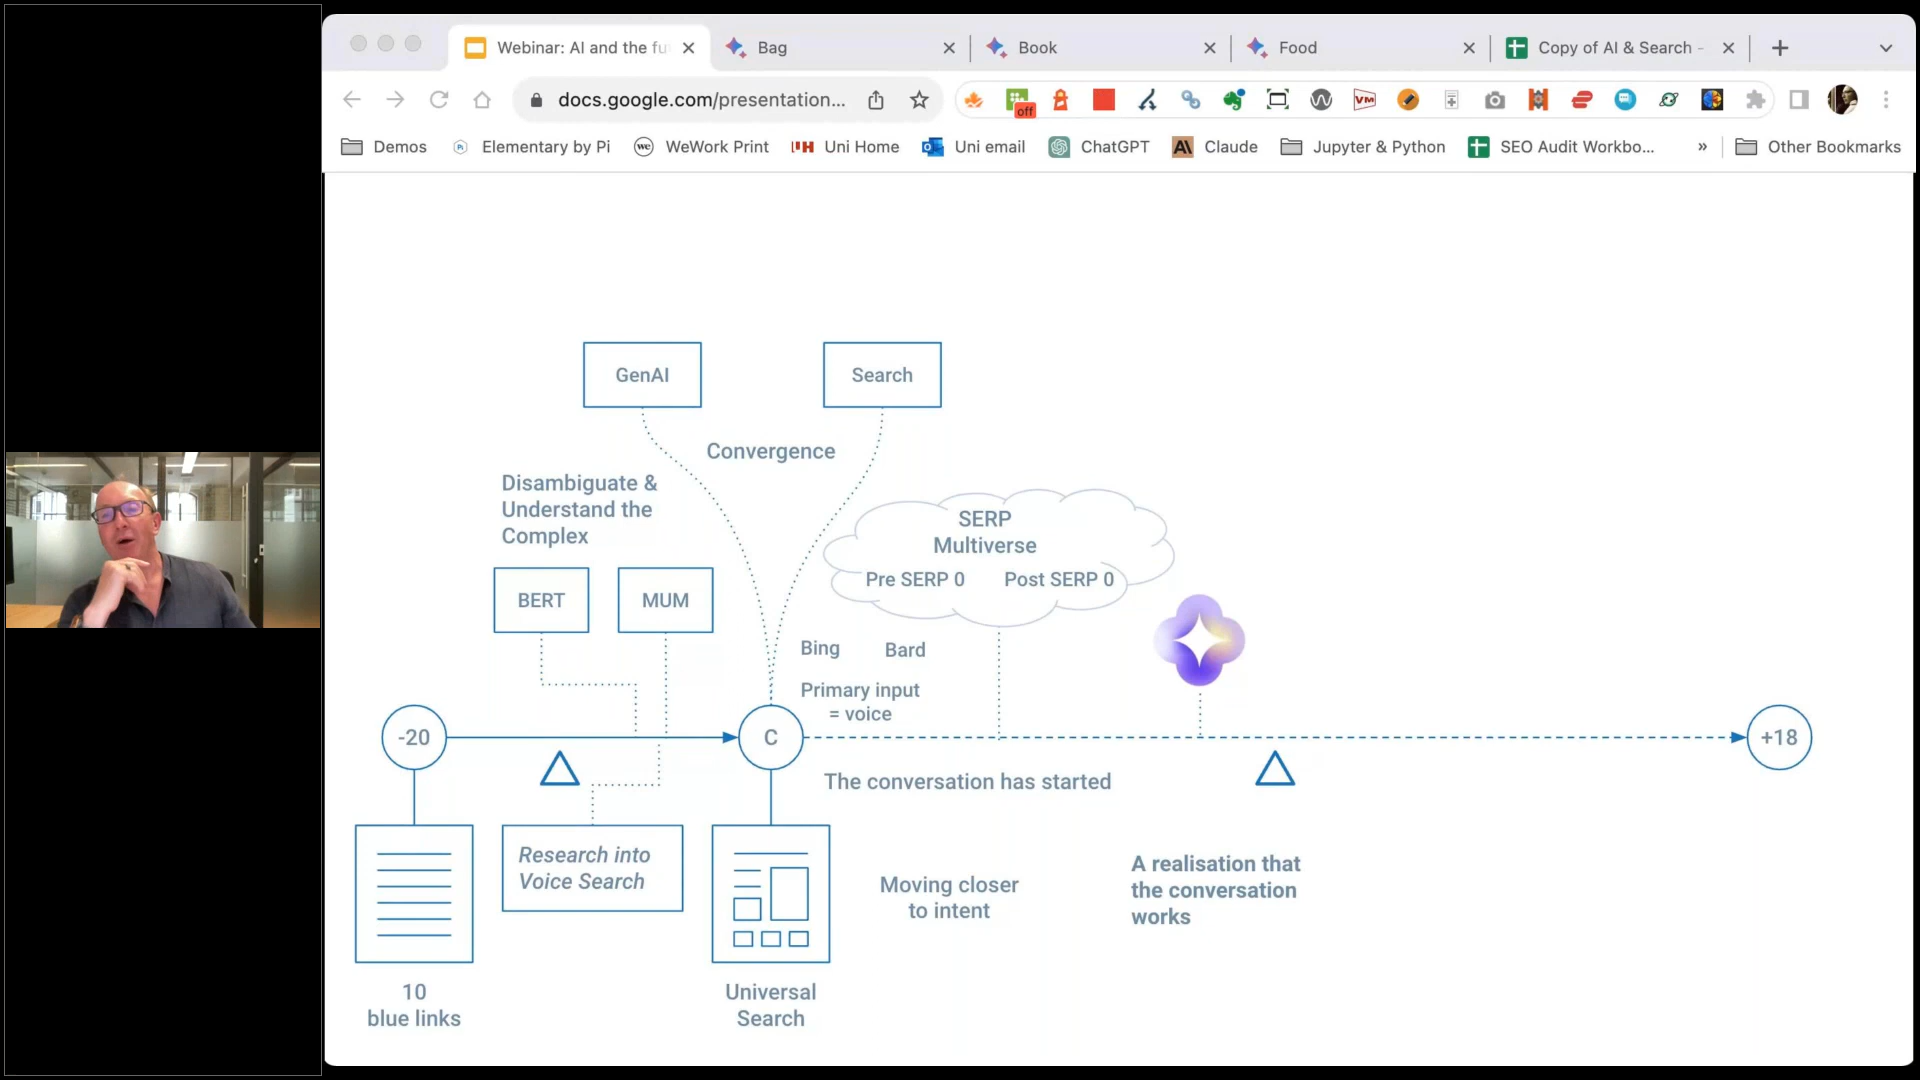 Webinar: AI and the fu
Bag
Book
Food
Copy of AI & Search -
docs.google.com/presentation...
off
VM
Demos
Elementary by Pi
WeWork Print
Uni Home
Uni email
ChatGPT
Claude
Jupyter & Python
SEO Audit Workbo...
»
Other Bookmarks
GenAI
Search
Convergence
Disambiguate &
Understand the
Complex
SERP
Multiverse
Pre SERP 0
Post SERP 0
BERT
MUM
Bing
Bard
Primary input
= voice
-20
C
+18
The conversation has started
Research into
Voice Search
Moving closer
to intent
A realisation that
the conversation
works
10
blue links
Universal
Search